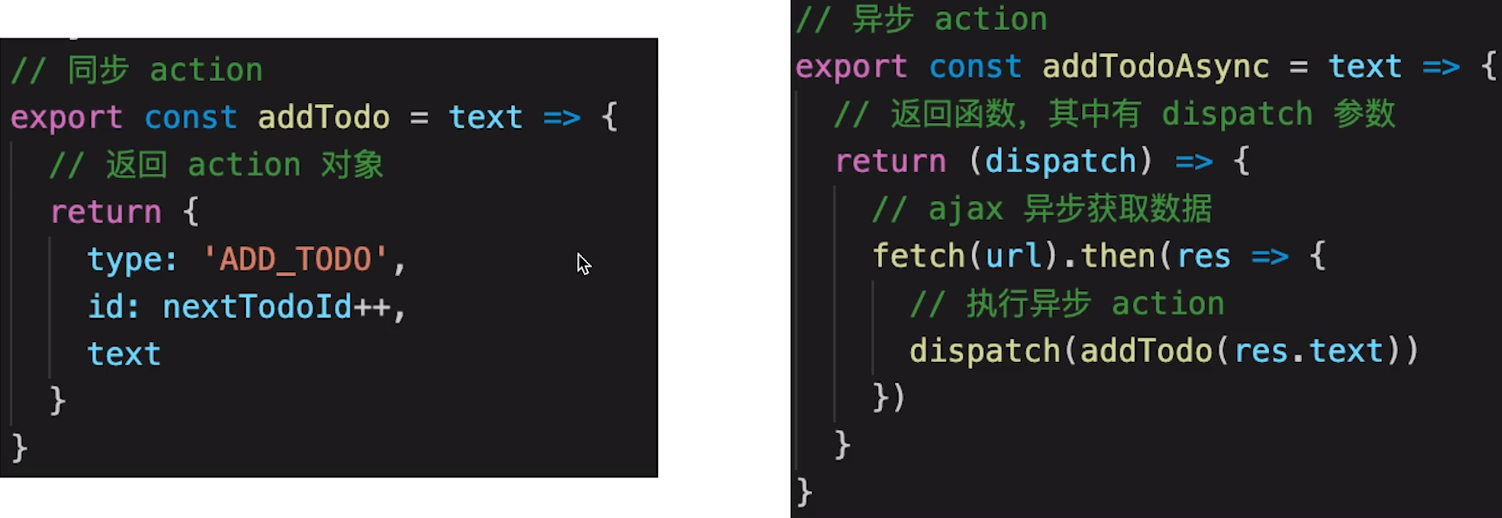 // 同步 action
export const addTodo = text => {
  // 返回 action 对象
  return {
    type: 'ADD_TODO',
    id: nextTodoId++,
    text
  }
}
// 异步 action
export const addTodoAsync = text => {
  // 返回函数，其中有 dispatch 参数
  return (dispatch) => {
    // ajax 异步获取数据
    fetch(url).then(res => {
      // 执行异步 action
      dispatch(addTodo(res.text))
    })
  }
}